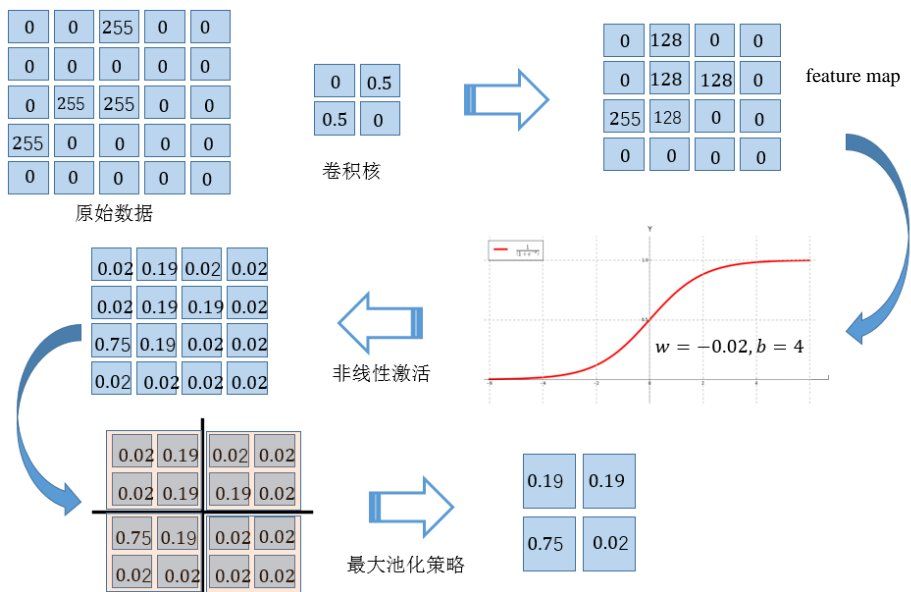 0 0 255 0 0
0 0 0 0 0
0 255 255 0 0
255 0 0 0 0
0 0 0 0 0
原始数据
0 0.5
0.5 0
卷积核
0 128 0 0
0 128 128 0
255 128 0 0
0 0 0 0
feature map
Y
1.0
0.5
w = −0.02, b = 4
0.02 0.19 0.02 0.02
0.02 0.19 0.19 0.02
0.75 0.19 0.02 0.02
0.02 0.02 0.02 0.02
非线性激活
0.02 0.19 0.02 0.02
0.02 0.19 0.19 0.02
0.75 0.19 0.02 0.02
0.02 0.02 0.02 0.02
最大池化策略
0.19 0.19
0.75 0.02